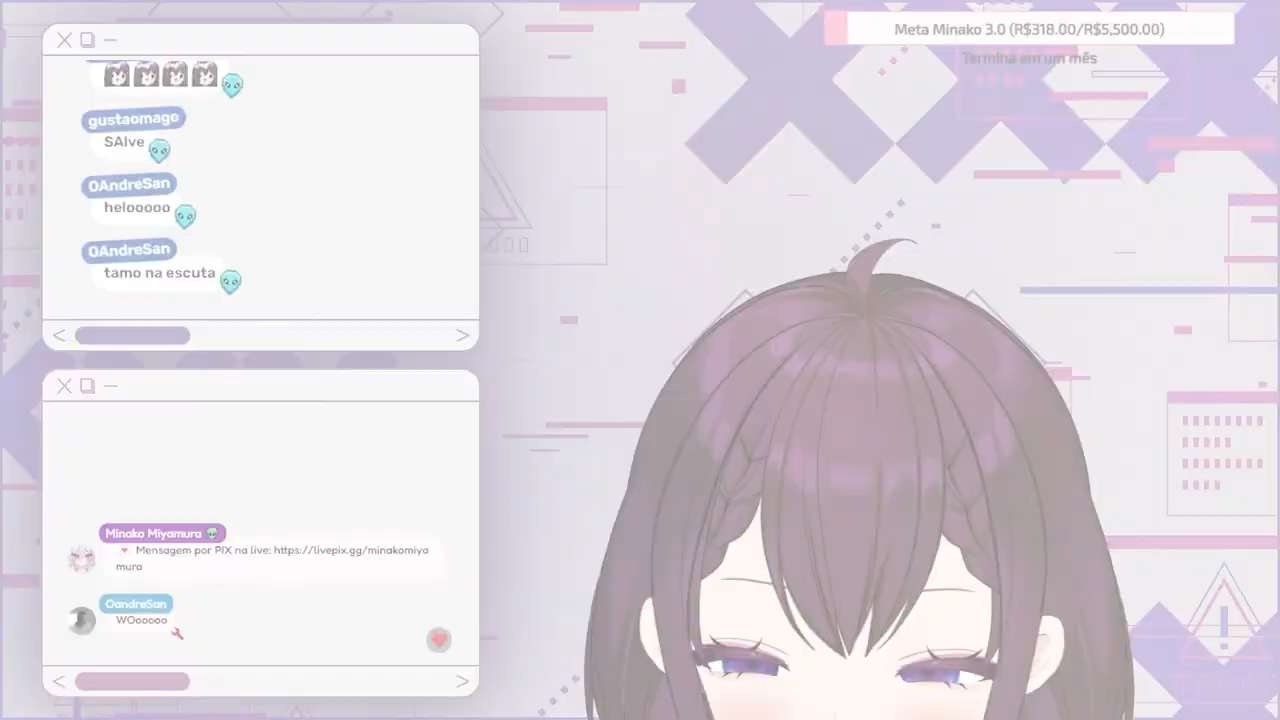 gustaomago
SAlve
0AndreSan
helooooo
0AndreSan
tamo na escuta
Minako Miyamura
Mensagem por PIX na live: https://livepix.gg/minakomiya
mura
OandreSan
WOooooo
Meta Minako 3.0 (R$318.00/R$5,500.00)
Termina em um mês